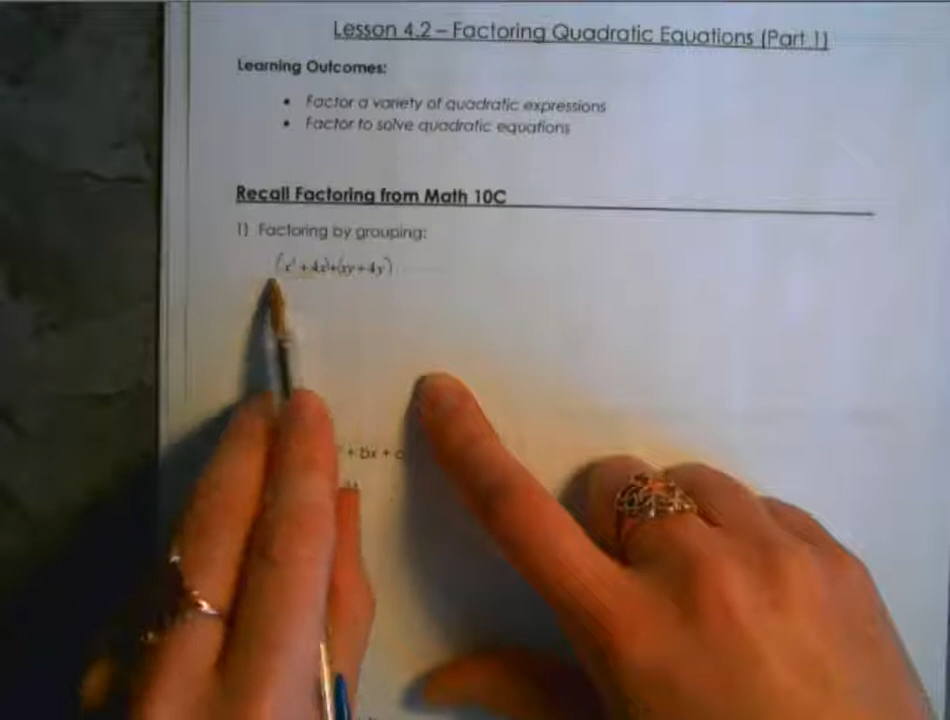 Lesson 4.2 – Factoring Quadratic Equations (Part 1)
Learning Outcomes:
• Factor a variety of quadratic expressions
• Factor to solve quadratic equations
Recall Factoring from Math 10C
1) Factoring by grouping:
(x² + 4x)+(xy + 4y)
+ bx + c